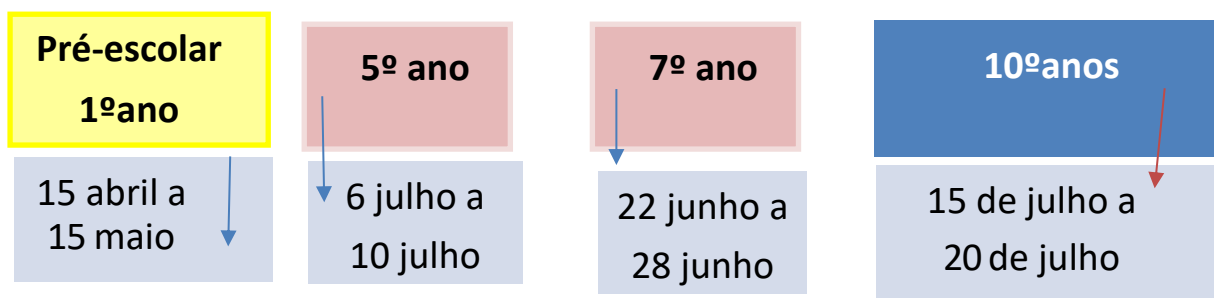 Pré-escolar
1ºano
15 abril a
15 maio
5º ano
6 julho a
10 julho
7º ano
22 junho a
28 junho
10ºanos
15 de julho a
20 de julho